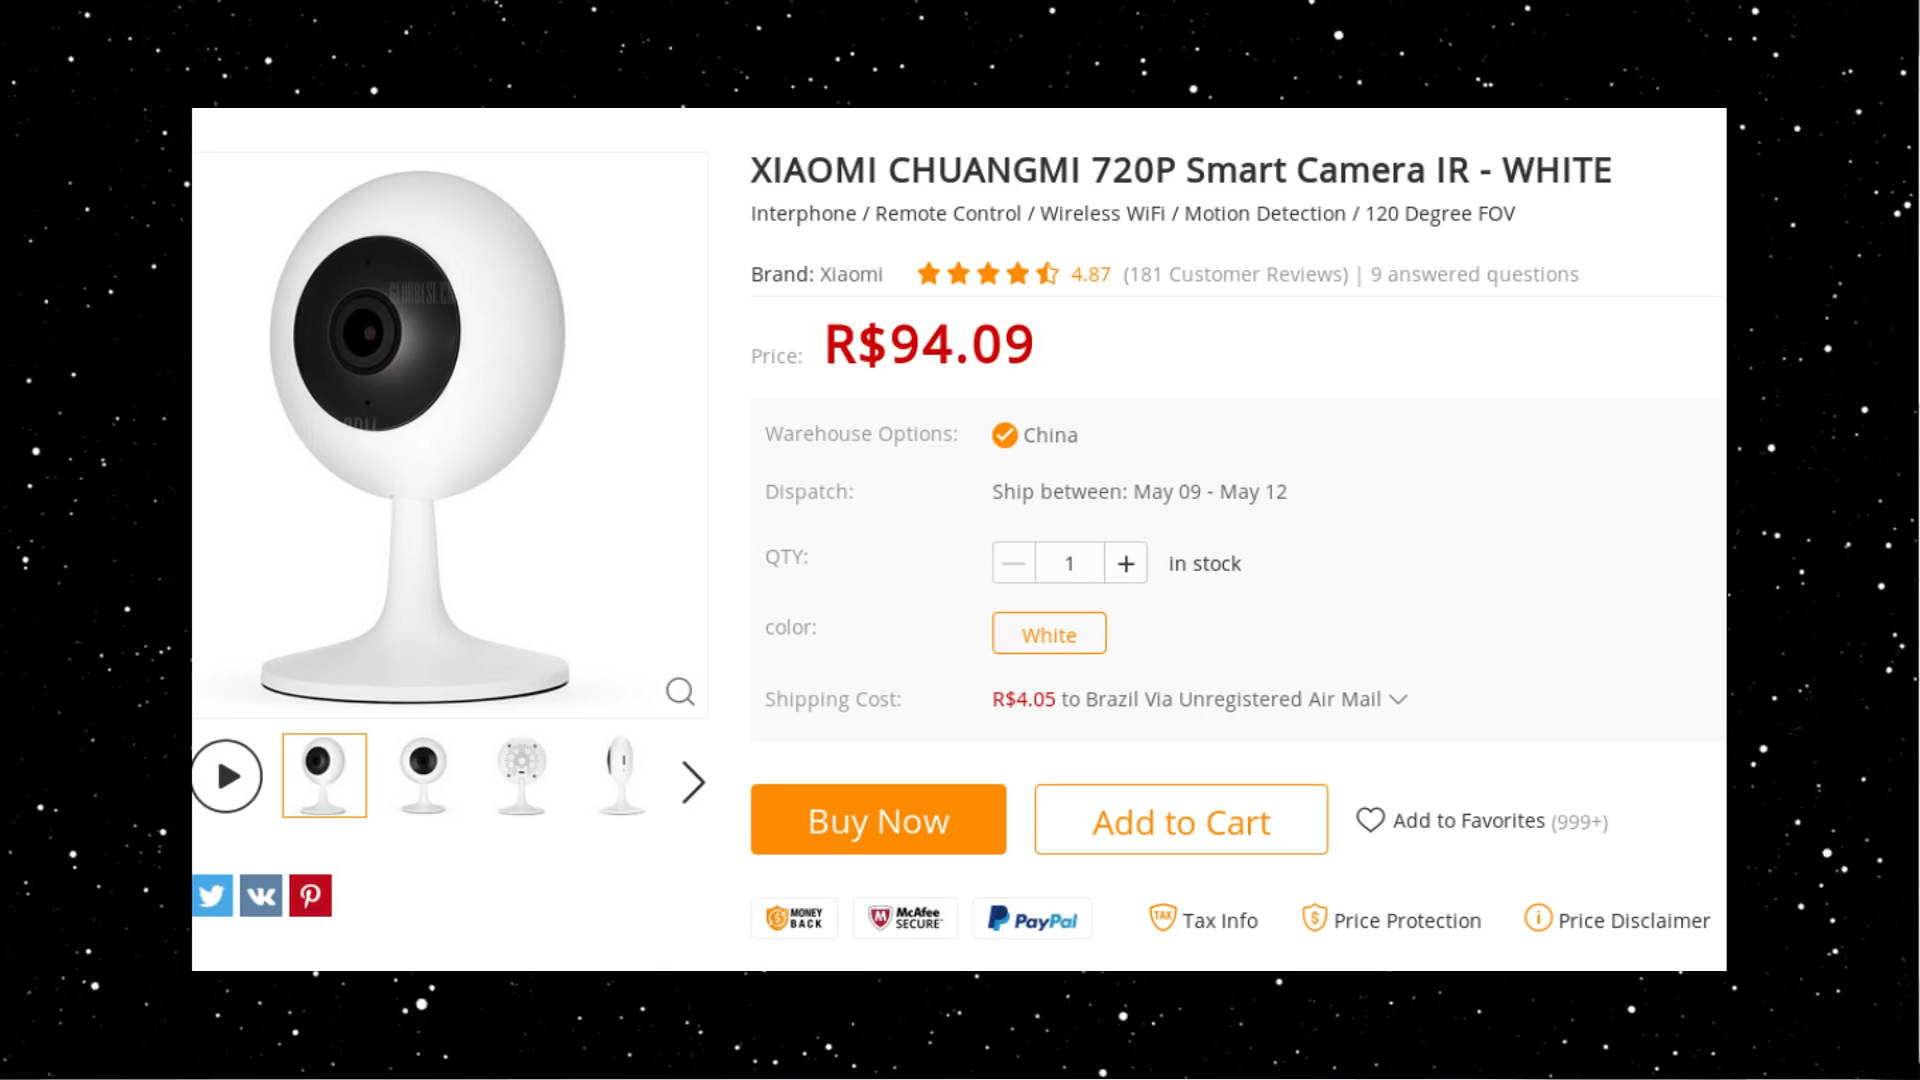 XIAOMI CHUANGMI 720P Smart Camera IR - WHITE
Interphone / Remote Control / Wireless WiFi / Motion Detection / 120 Degree FOV
Brand: Xiaomi 4.87 (181 Customer Reviews) | 9 answered questions
Price: R$94.09
Warehouse Options: China
Dispatch: Ship between: May 09 - May 12
QTY: 1 + in stock
color: White
Shipping Cost: R$4.05 to Brazil Via Unregistered Air Mail
Buy Now Add to Cart Add to Favorites (999+)
MONEY BACK McAfee SECURE PayPal TAX Tax Info Price Protection Price Disclaimer